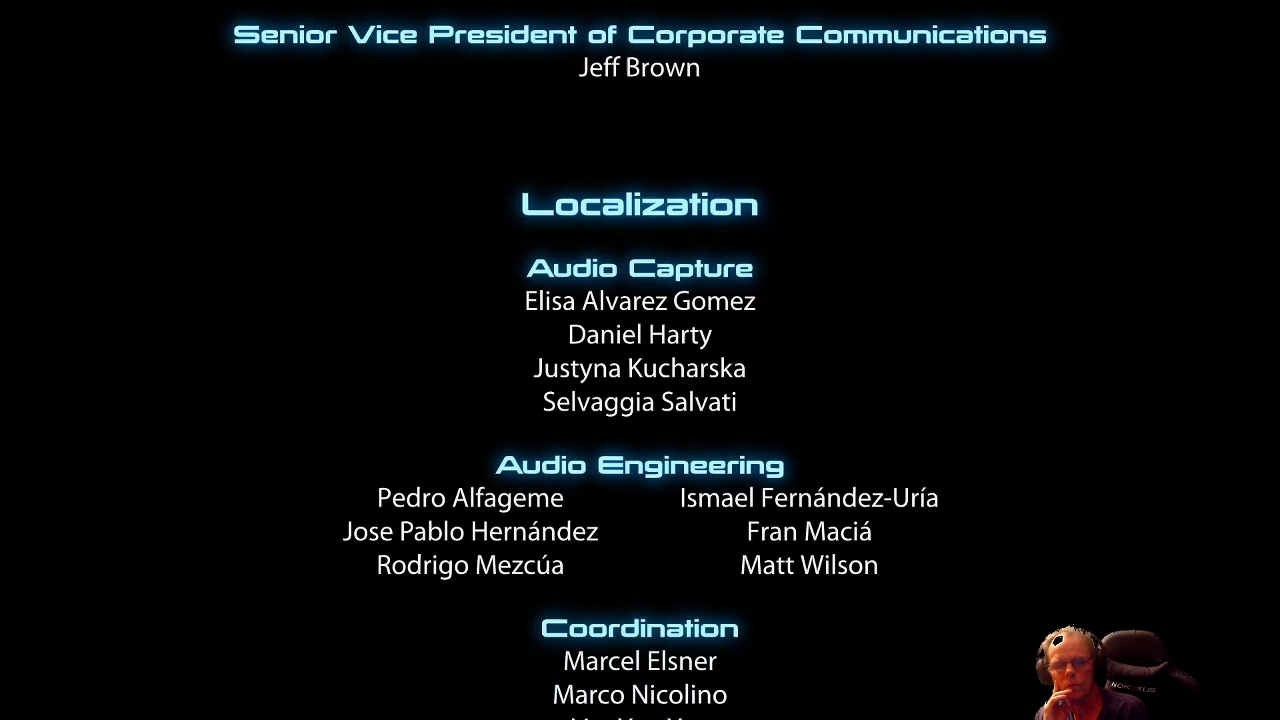 Senior Vice President of Corporate Communications
Jeff Brown
Localization
Audio Capture
Elisa Alvarez Gomez
Daniel Harty
Justyna Kucharska
Selvaggia Salvati
Audio Engineering
Pedro Alfageme Ismael Fernández-Uría
Jose Pablo Hernández Fran Maciá
Rodrigo Mezcúa Matt Wilson
Coordination
Marcel Elsner
Marco Nicolino